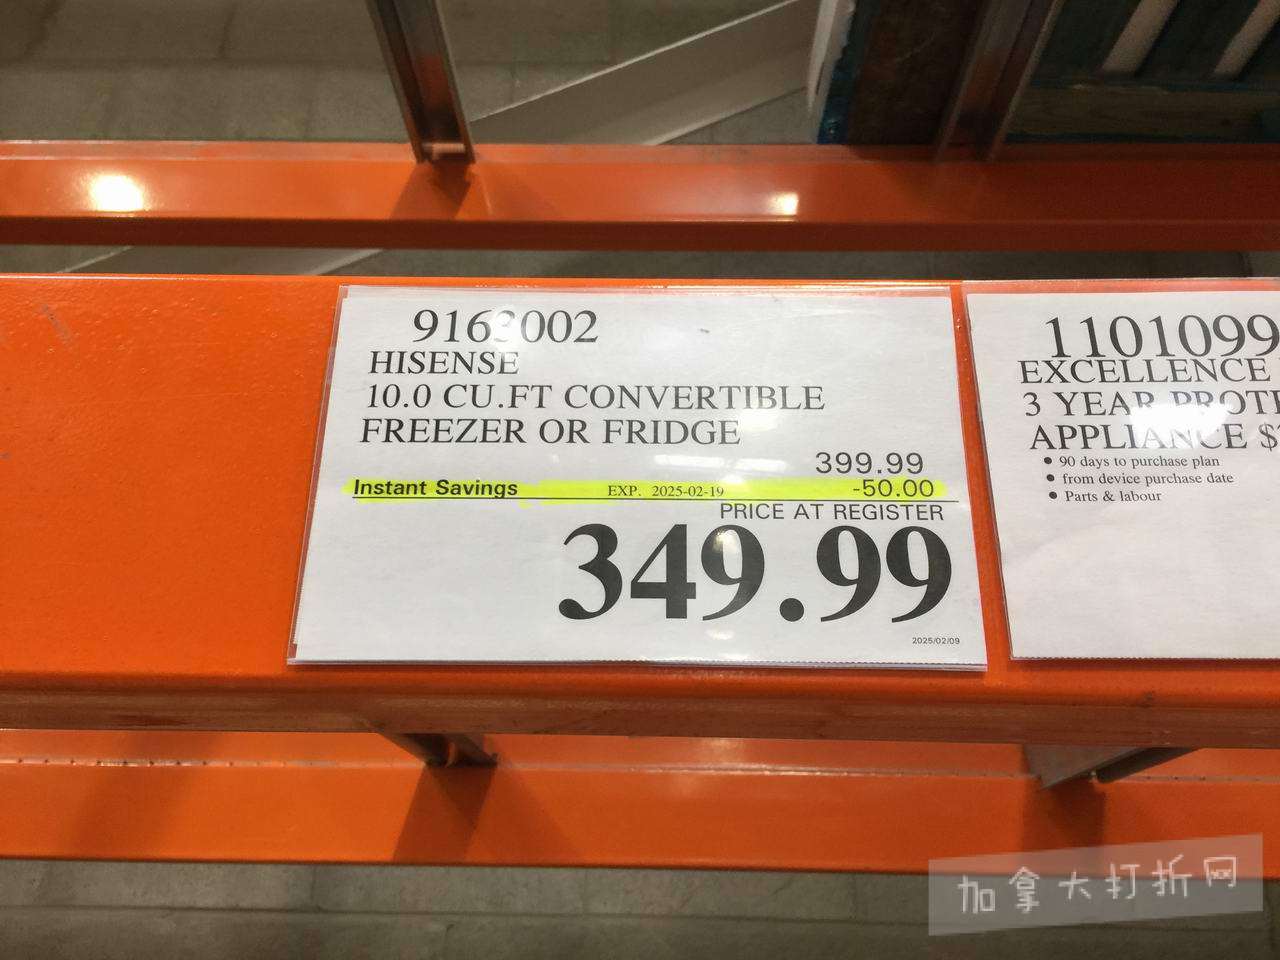 9163002
HISENSE
10.0 CU.FT CONVERTIBLE
FREEZER OR FRIDGE
399.99
Instant Savings EXP. 2025-02-19 -50.00
PRICE AT REGISTER
349.99
2025/02/09
1101099
EXCELLENCE
3 YEAR PROTE
APPLIANCE $
• 90 days to purchase plan
• from device purchase date
• Parts & labour
加拿大打折网